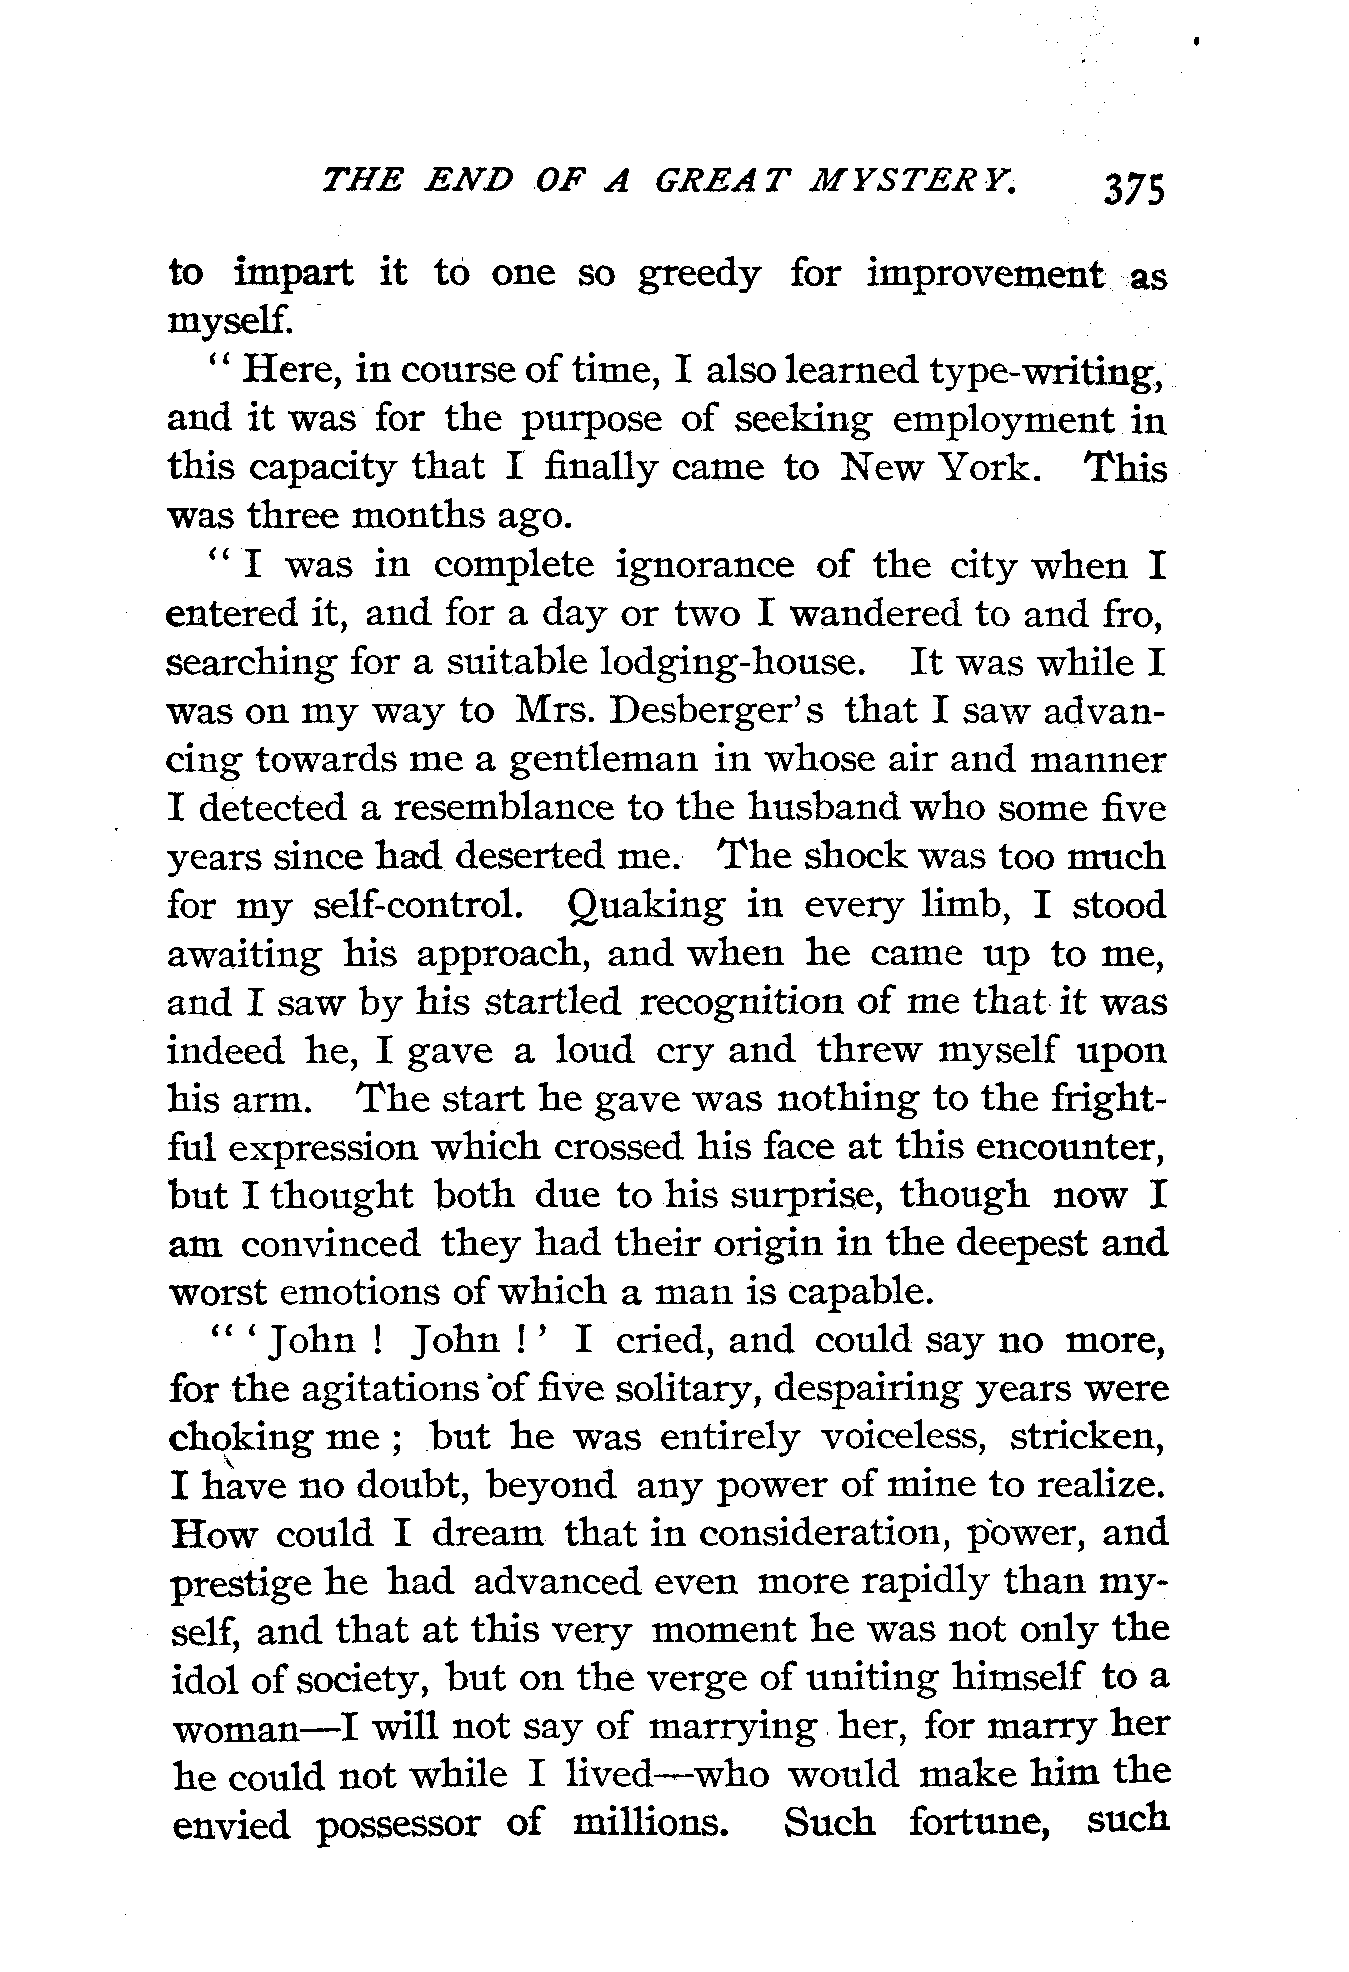 THE END OF A GREAT MYSTERY. 375
to impart it to one so greedy for improvement as
myself.
" Here, in course of time, I also learned type-writing,
and it was for the purpose of seeking employment in
this capacity that I finally came to New York. This
was three months ago.
" I was in complete ignorance of the city when I
entered it, and for a day or two I wandered to and fro,
searching for a suitable lodging-house. It was while I
was on my way to Mrs. Desberger's that I saw advan-
cing towards me a gentleman in whose air and manner
I detected a resemblance to the husband who some five
years since had deserted me. The shock was too much
for my self-control. Quaking in every limb, I stood
awaiting his approach, and when he came up to me,
and I saw by his startled recognition of me that it was
indeed he, I gave a loud cry and threw myself upon
his arm. The start he gave was nothing to the fright-
ful expression which crossed his face at this encounter,
but I thought both due to his surprise, though now I
am convinced they had their origin in the deepest and
worst emotions of which a man is capable.
" ' John ! John ! ' I cried, and could say no more,
for the agitations of five solitary, despairing years were
choking me ; but he was entirely voiceless, stricken,
I have no doubt, beyond any power of mine to realize.
How could I dream that in consideration, power, and
prestige he had advanced even more rapidly than my-
self, and that at this very moment he was not only the
idol of society, but on the verge of uniting himself to a
woman—I will not say of marrying her, for marry her
he could not while I lived—who would make him the
envied possessor of millions. Such fortune, such